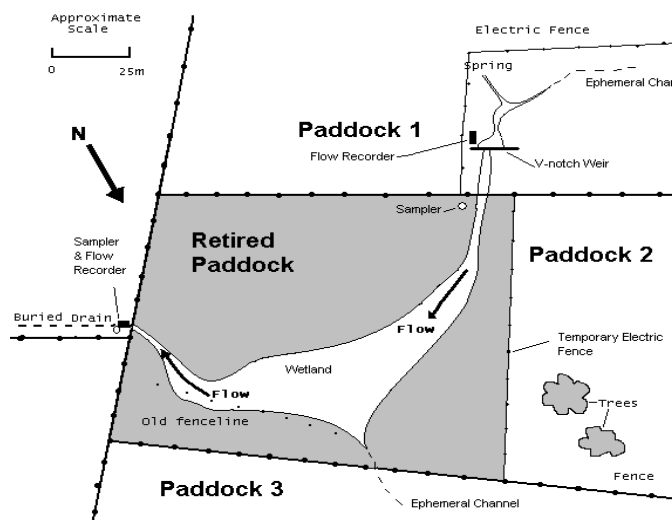 Approximate
Scale
0 25m
Electric Fence
Spring
Ephemeral Chan
N
Paddock 1
Flow Recorder
V-notch Weir
Sampler
Retired
Paddock
Paddock 2
Sampler
& Flow
Recorder
Buried Drain
Flow
Temporary Electric
Fence
Wetland
Flow
Trees
Old fenceline
Fence
Paddock 3
Ephemeral Channel